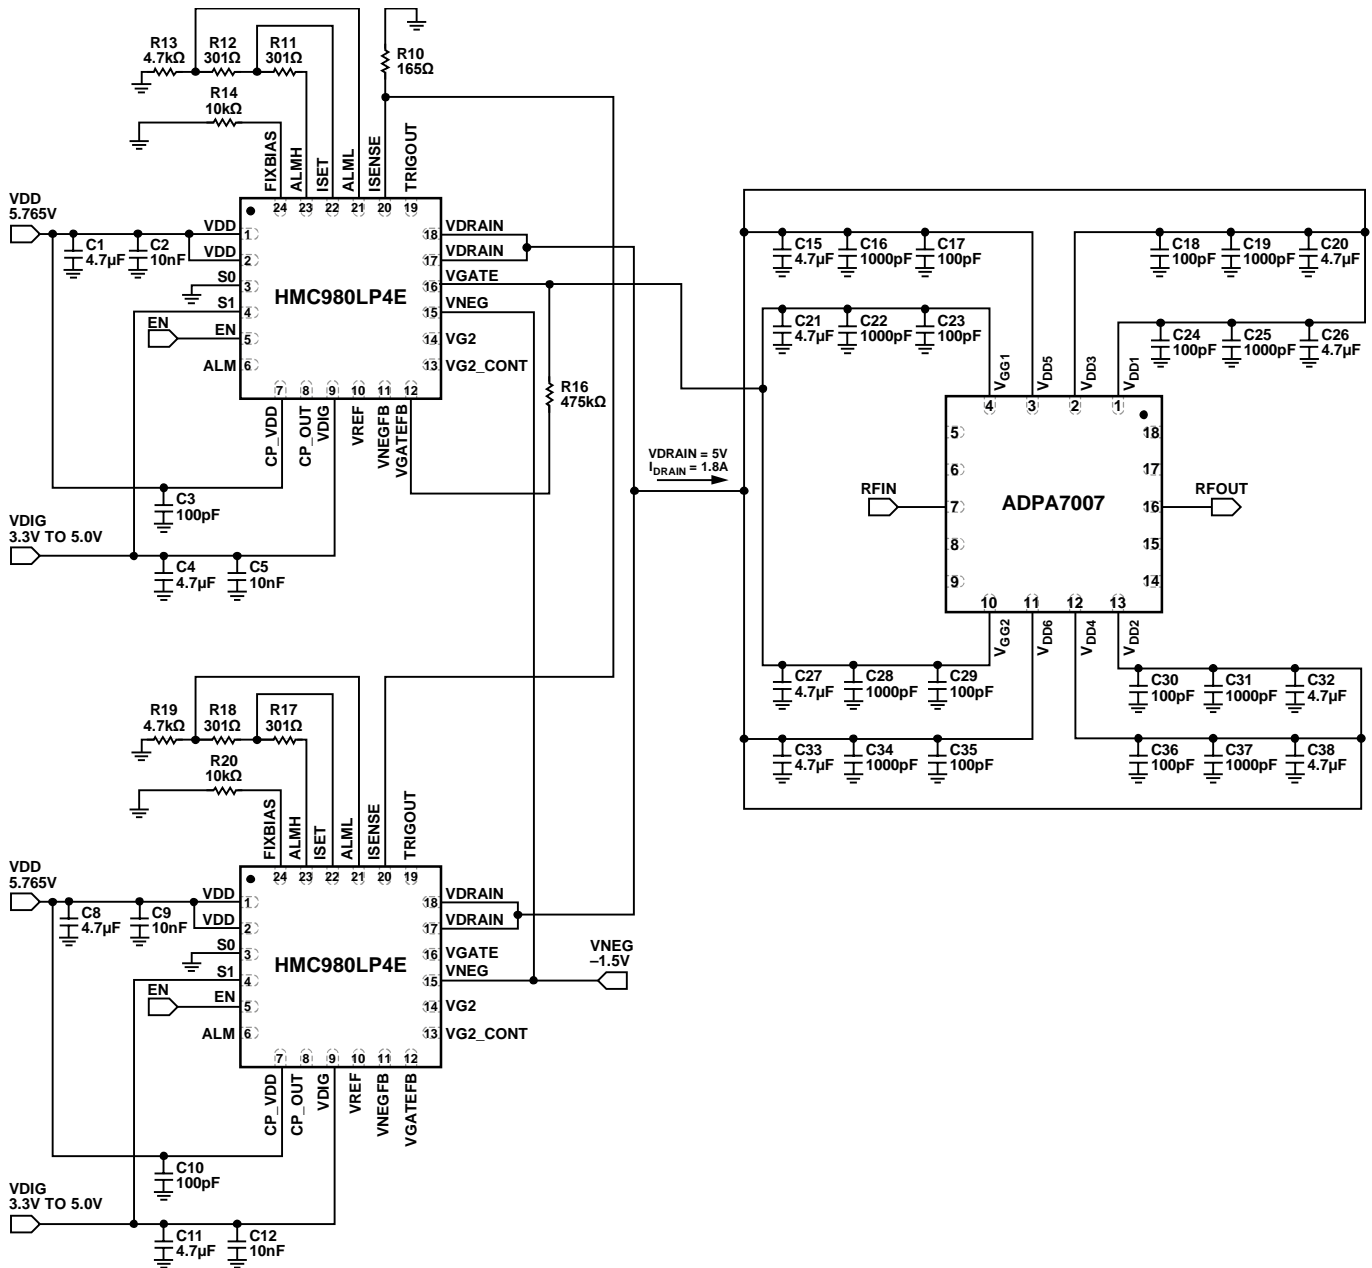 R13
4.7kΩ
R12
301Ω
R11
301Ω
R10
165Ω
R14
10kΩ
FIXBIAS
ALMH
ISET
ALML
ISENSE
TRIGOUT
24
23
22
21
20
19
VDD
5.765V
C1
4.7µF
C2
10nF
VDD
1
VDD
2
S0
3
S1
4
EN
EN
5
ALM
6
HMC980LP4E
18
VDRAIN
17
VDRAIN
16
VGATE
15
VNEG
14
VG2
13
VG2_CONT
7
8
9
10
11
12
CP_VDD
CP_OUT
VDIG
VREF
VNEGFB
VGATEFB
R16
475kΩ
C3
100pF
VDIG
3.3V TO 5.0V
C4
4.7µF
C5
10nF
VDRAIN = 5V
IDRAIN = 1.8A
C15
4.7µF
C16
1000pF
C17
100pF
C18
100pF
C19
1000pF
C20
4.7µF
C21
4.7µF
C22
1000pF
C23
100pF
C24
100pF
C25
1000pF
C26
4.7µF
VGG1
VDD5
VDD3
VDD1
4
3
2
1
5
6
7
8
9
RFIN
ADPA7007
18
17
16
15
14
RFOUT
10
11
12
13
VGG2
VDD6
VDD4
VDD2
C27
4.7µF
C28
1000pF
C29
100pF
C30
100pF
C31
1000pF
C32
4.7µF
C33
4.7µF
C34
1000pF
C35
100pF
C36
100pF
C37
1000pF
C38
4.7µF
R19
4.7kΩ
R18
301Ω
R17
301Ω
R20
10kΩ
FIXBIAS
ALMH
ISET
ALML
ISENSE
TRIGOUT
24
23
22
21
20
19
VDD
5.765V
C8
4.7µF
C9
10nF
VDD
1
VDD
2
S0
3
S1
4
EN
EN
5
ALM
6
HMC980LP4E
18
VDRAIN
17
VDRAIN
16
VGATE
15
VNEG
14
VG2
13
VG2_CONT
VNEG
–1.5V
7
8
9
10
11
12
CP_VDD
CP_OUT
VDIG
VREF
VNEGFB
VGATEFB
C10
100pF
VDIG
3.3V TO 5.0V
C11
4.7µF
C12
10nF